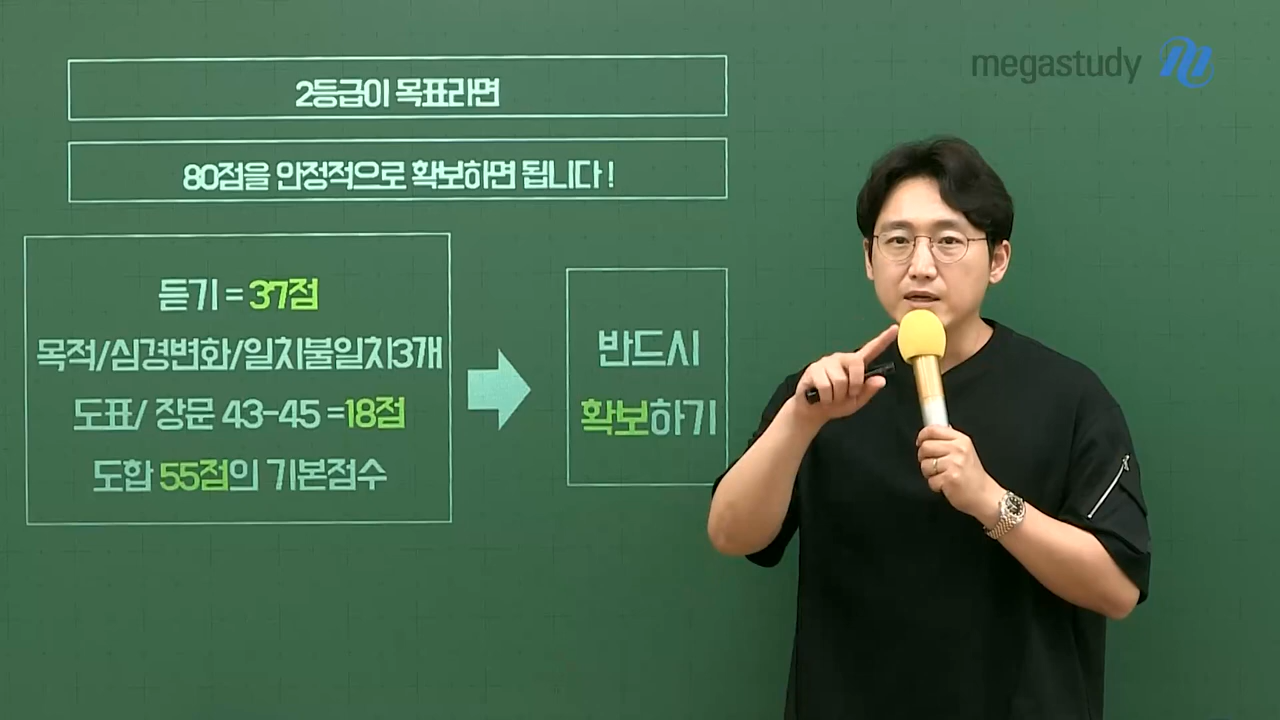 megastudy
2등급이 목표라면
80점을 안정적으로 확보하면 됩니다!
듣기 = 37점
목적/심경변화/일치불일치3개
도표/ 장문 43-45 =18점
도합 55점의 기본점수
반드시
확보하기